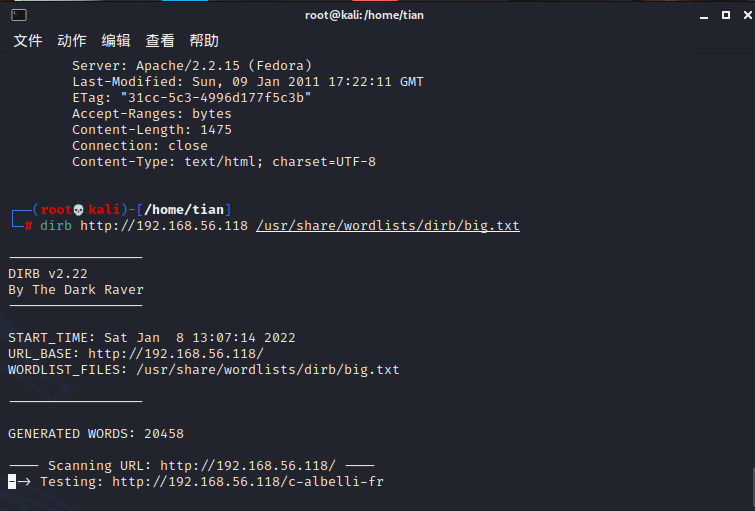 root@kali:/home/tian
文件 动作 编辑 查看 帮助
Server: Apache/2.2.15 (Fedora)
Last-Modified: Sun, 09 Jan 2011 17:22:11 GMT
ETag: "31cc-5c3-4996d177f5c3b"
Accept-Ranges: bytes
Content-Length: 1475
Connection: close
Content-Type: text/html; charset=UTF-8
┌──(root💀kali)-[/home/tian]
└─# dirb http://192.168.56.118 /usr/share/wordlists/dirb/big.txt
-----------------
DIRB v2.22
By The Dark Raver
-----------------
START_TIME: Sat Jan  8 13:07:14 2022
URL_BASE: http://192.168.56.118/
WORDLIST_FILES: /usr/share/wordlists/dirb/big.txt
-----------------
GENERATED WORDS: 20458
---- Scanning URL: http://192.168.56.118/ ----
--> Testing: http://192.168.56.118/c-albelli-fr